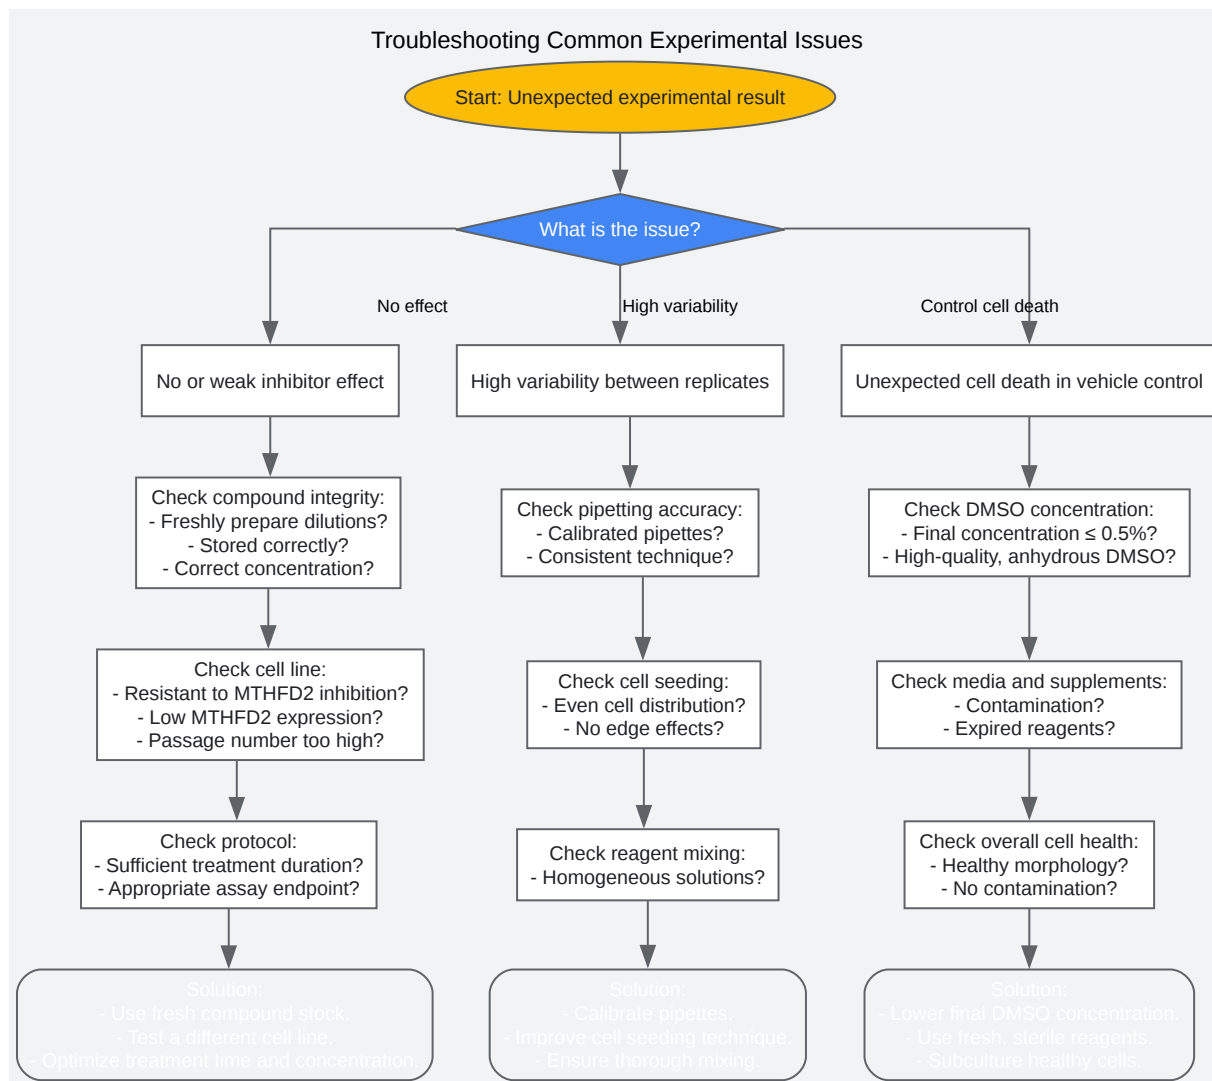 Troubleshooting Common Experimental Issues
Start: Unexpected experimental result
What is the issue?
No effect
High variability
Control cell death
No or weak inhibitor effect
High variability between replicates
Unexpected cell death in vehicle control
Check compound integrity:
- Freshly prepare dilutions?
- Stored correctly?
- Correct concentration?
Check pipetting accuracy:
- Calibrated pipettes?
- Consistent technique?
Check DMSO concentration:
- Final concentration ≤ 0.5%?
- High-quality, anhydrous DMSO?
Check cell line:
- Resistant to MTHFD2 inhibition?
- Low MTHFD2 expression?
- Passage number too high?
Check cell seeding:
- Even cell distribution?
- No edge effects?
Check media and supplements:
- Contamination?
- Expired reagents?
Check protocol:
- Sufficient treatment duration?
- Appropriate assay endpoint?
Check reagent mixing:
- Homogeneous solutions?
Check overall cell health:
- Healthy morphology?
- No contamination?
Solution:
- Use fresh compound stock.
- Test a different cell line.
- Optimize treatment time and concentration.
Solution:
- Calibrate pipettes.
- Improve cell seeding technique.
- Ensure thorough mixing.
Solution:
- Lower final DMSO concentration.
- Use fresh, sterile reagents.
- Subculture healthy cells.